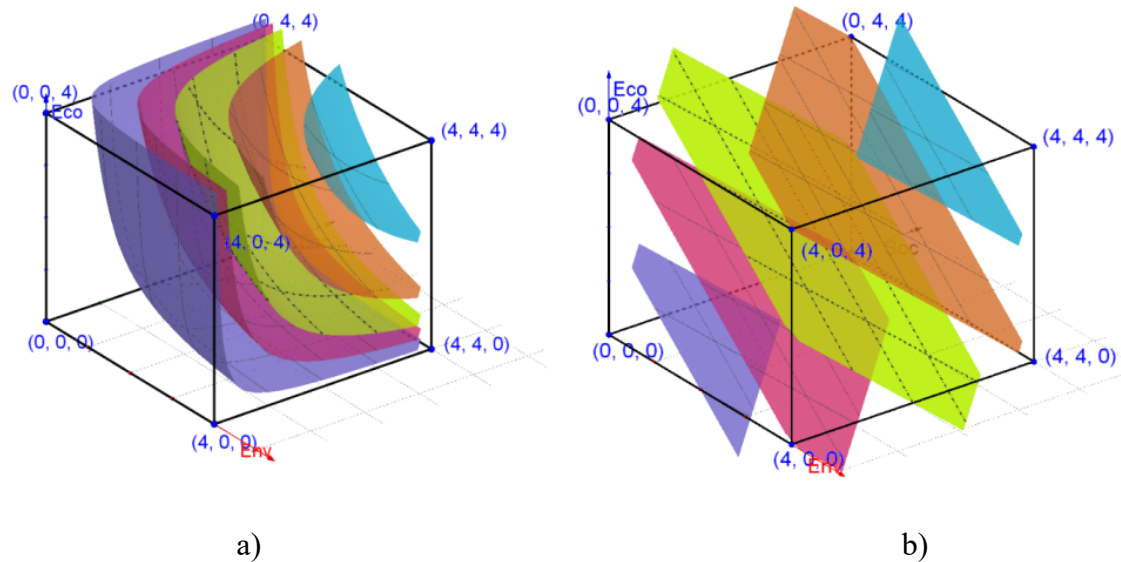 (0, 4, 4)
(0, 0, 4)
Eco
(4, 4, 4)
(4, 0, 4)
(0, 0, 0)
(4, 4, 0)
(4, 0, 0)
Env
a)
(0, 4, 4)
Eco
(0, 0, 4)
(4, 4, 4)
(4, 0, 4)
Soc
(0, 0, 0)
(4, 4, 0)
(4, 0, 0)
Env
b)